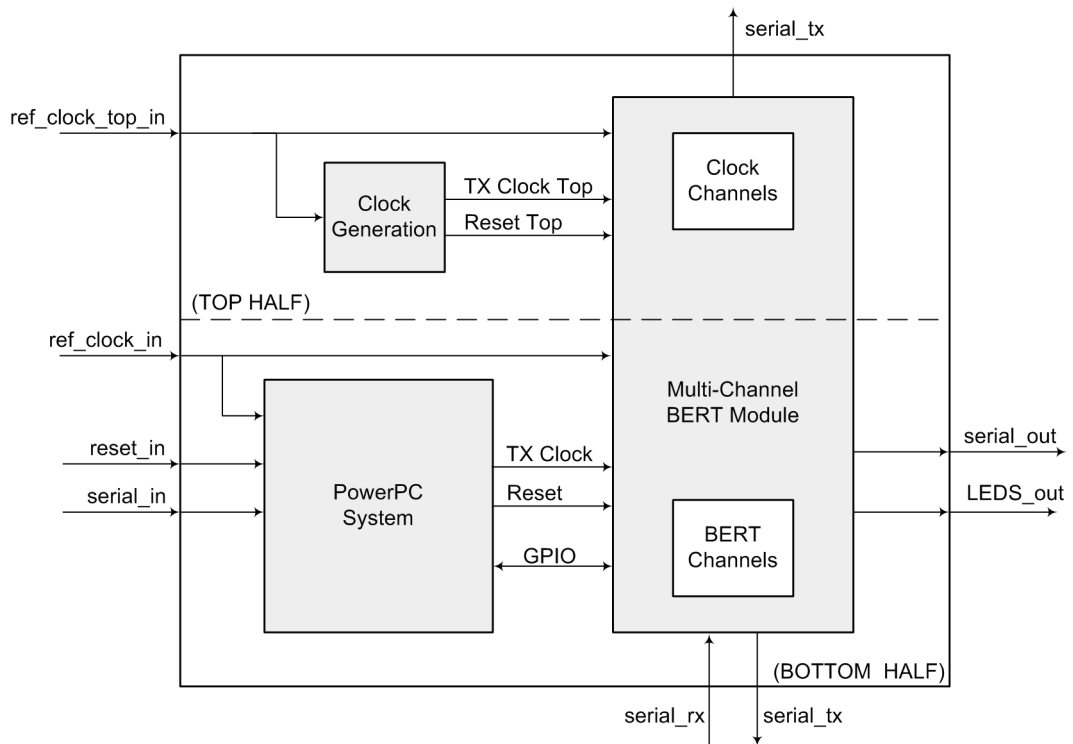 serial_tx
ref_clock_top_in
Clock
Channels
Clock
Generation
TX Clock Top
Reset Top
(TOP HALF)
ref_clock_in
Multi-Channel
BERT Module
reset_in
serial_in
PowerPC
System
TX Clock
Reset
GPIO
BERT
Channels
serial_out
LEDS_out
(BOTTOM HALF)
serial_rx
serial_tx